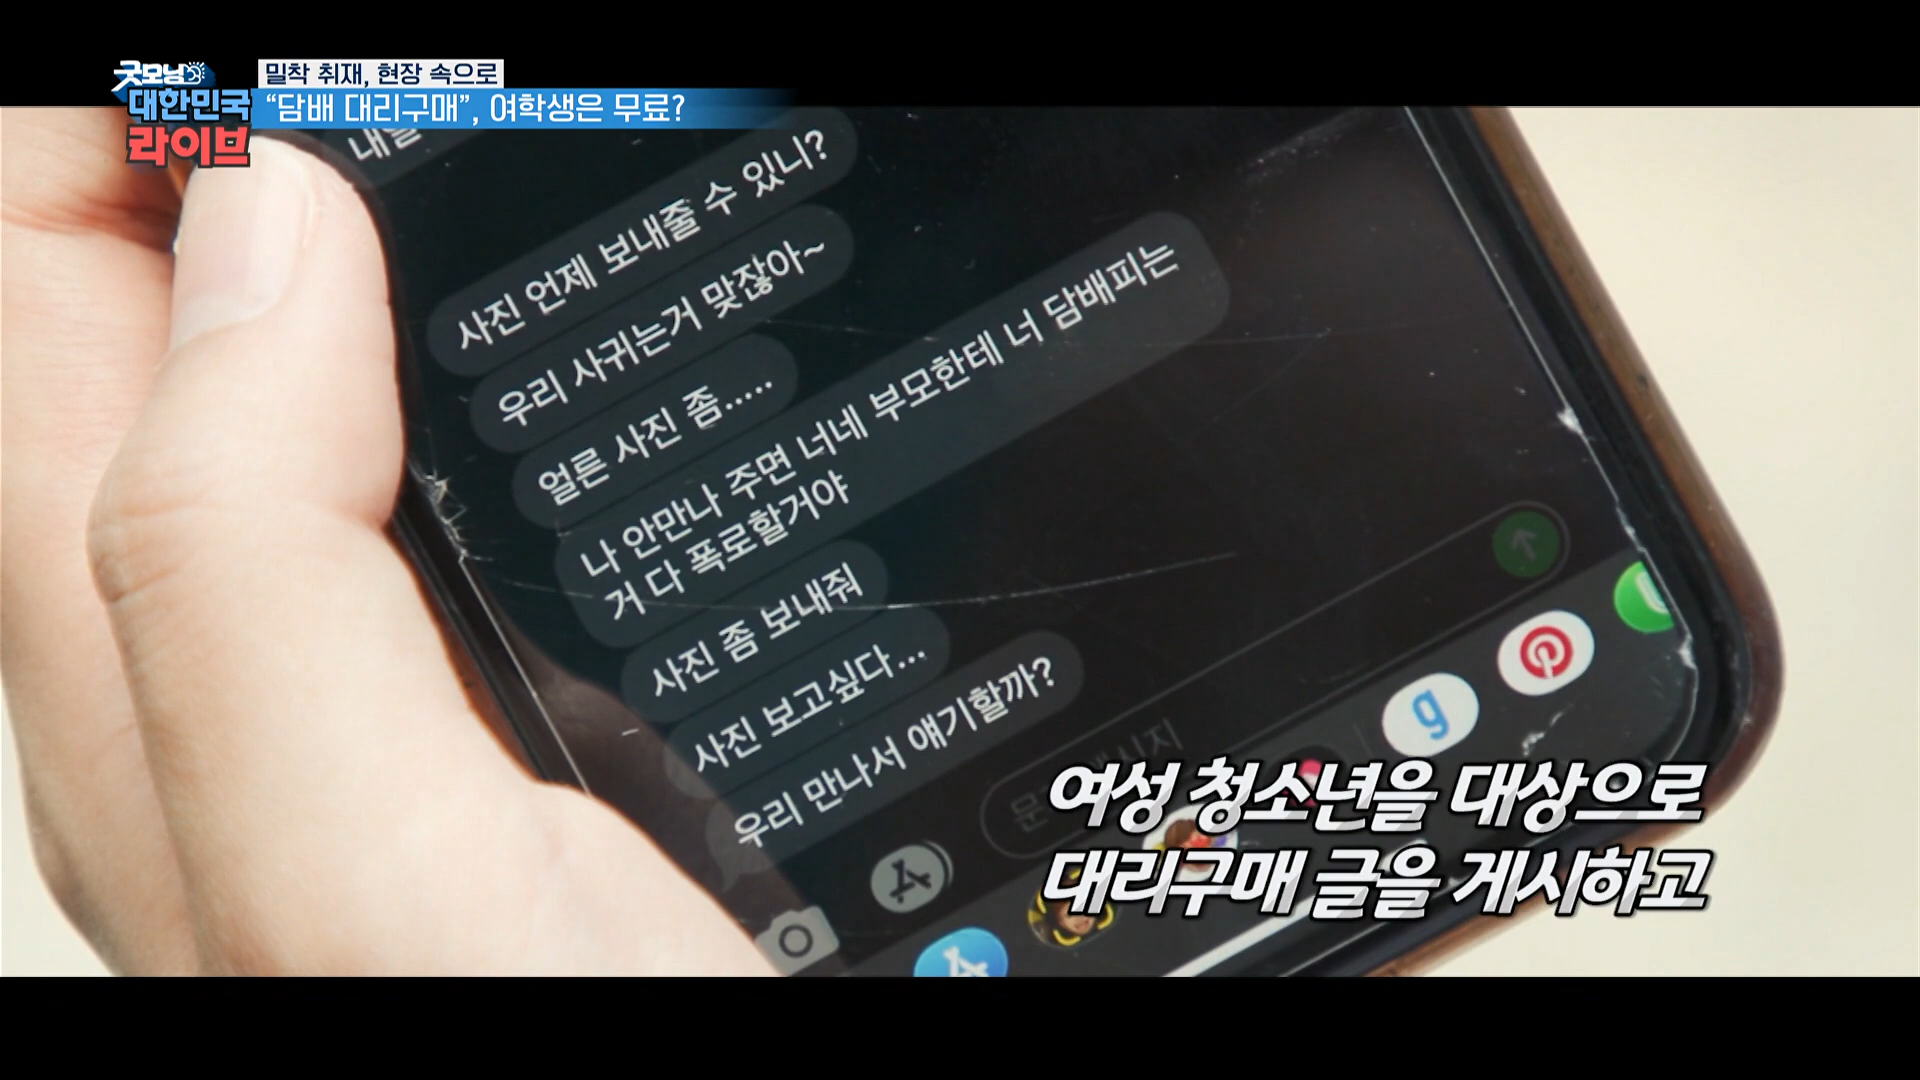 굿모닝
대한민국
라이브
밀착 취재, 현장 속으로
“담배 대리구매”, 여학생은 무료?
내일
사진 언제 보내줄 수 있니?
우리 사귀는거 맞잖아~
얼른 사진 좀.....
나 안만나 주면 너네 부모한테 너 담배피는
거 다 폭로할거야
사진 좀 보내줘
사진 보고싶다...
우리 만나서 얘기할까?
g
여성 청소년을 대상으로
대리구매 글을 게시하고